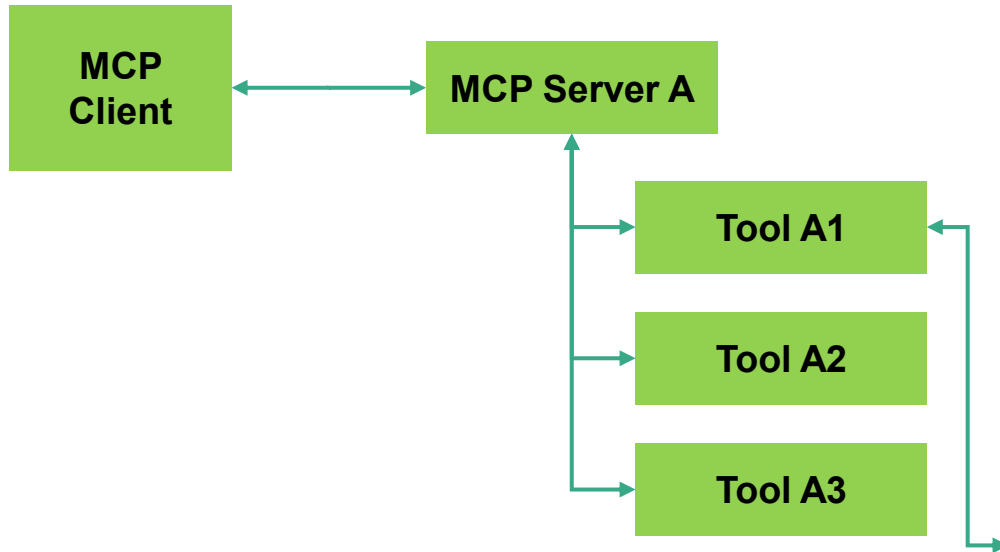 MCP
Client
MCP Server A
Tool A1
Tool A2
Tool A3